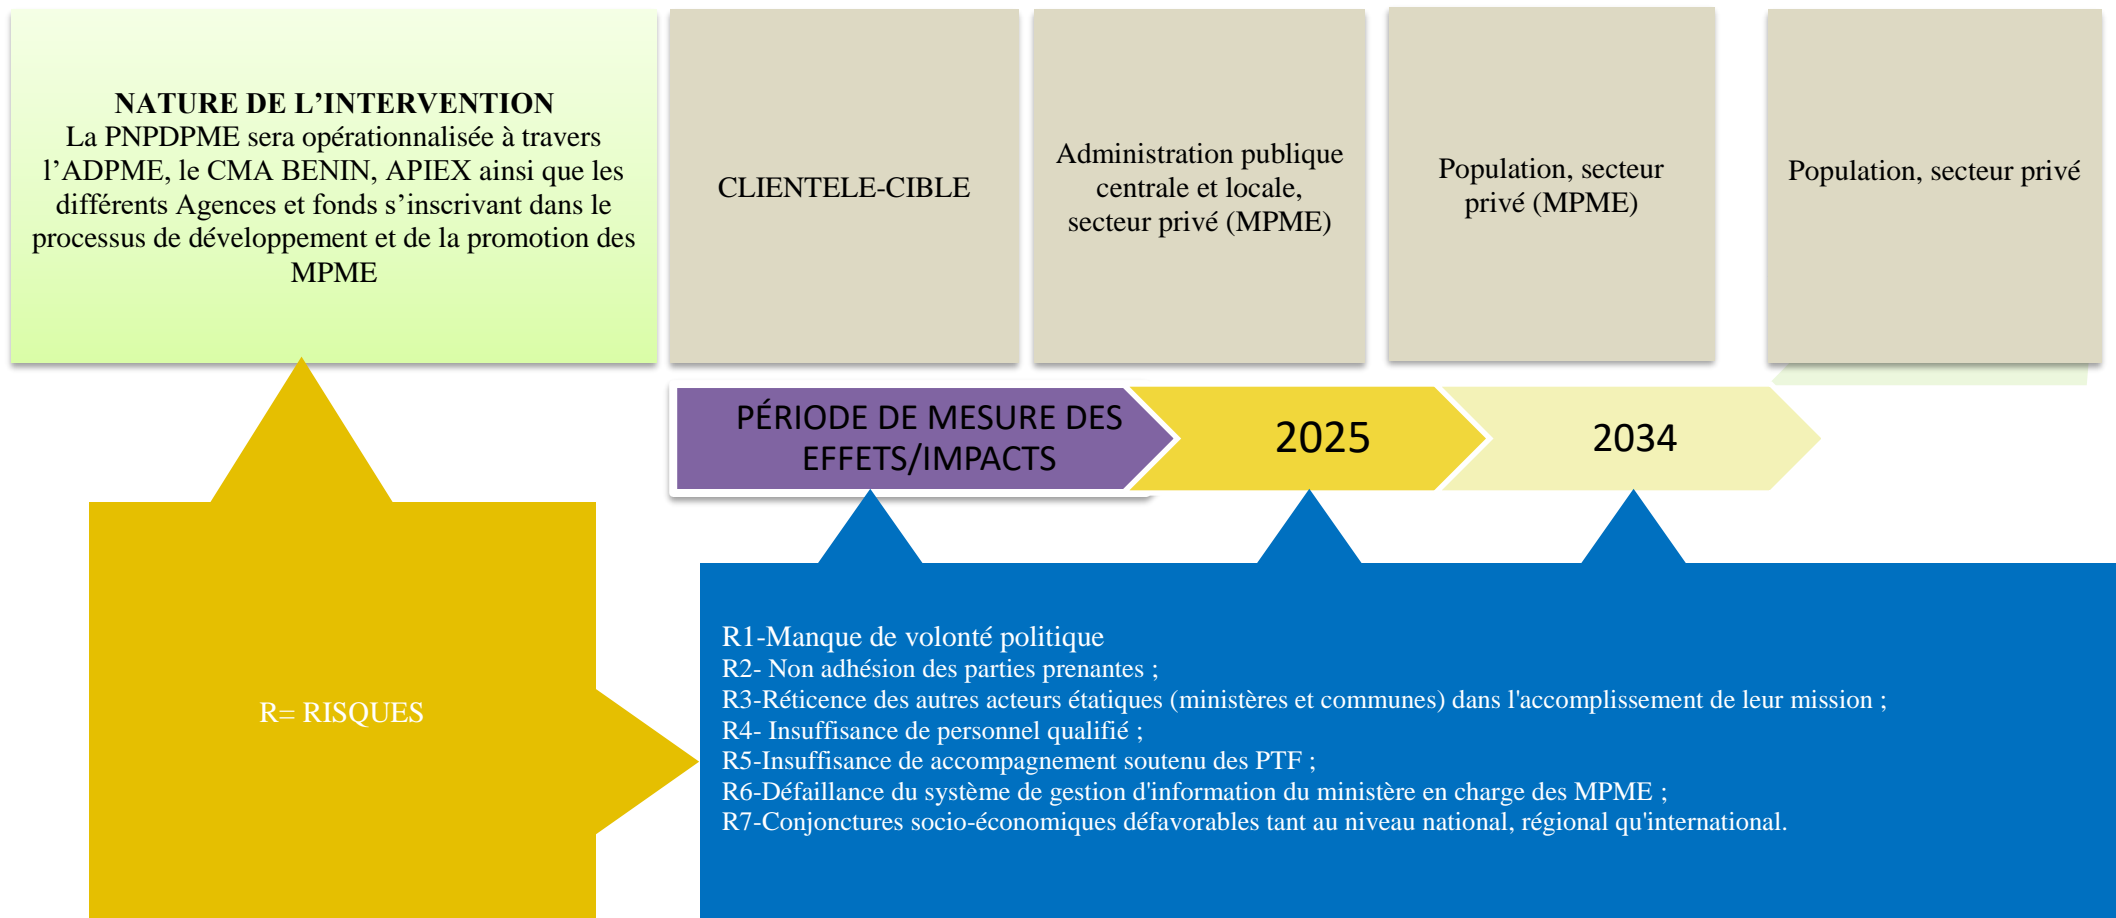 NATURE DE L’INTERVENTION
La PNPDPME sera opérationnalisée à travers
l’ADPME, le CMA BENIN, APIEX ainsi que les
différents Agences et fonds s’inscrivant dans le
processus de développement et de la promotion des
MPME
CLIENTELE-CIBLE
Administration publique
centrale et locale,
secteur privé (MPME)
Population, secteur
privé (MPME)
Population, secteur privé
PÉRIODE DE MESURE DES
EFFETS/IMPACTS
2025
2034
R= RISQUES
R1-Manque de volonté politique
R2- Non adhésion des parties prenantes ;
R3-Réticence des autres acteurs étatiques (ministères et communes) dans l'accomplissement de leur mission ;
R4- Insuffisance de personnel qualifié ;
R5-Insuffisance de accompagnement soutenu des PTF ;
R6-Défaillance du système de gestion d'information du ministère en charge des MPME ;
R7-Conjonctures socio-économiques défavorables tant au niveau national, régional qu'international.